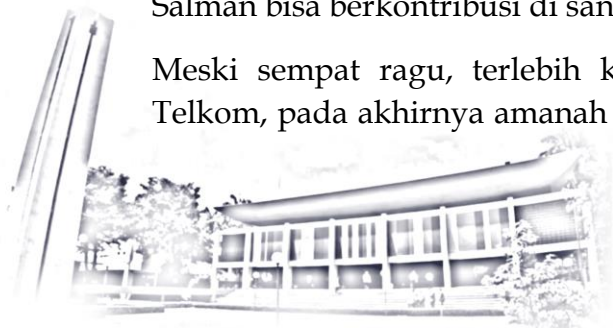 Salman bisa berkontribusi di san
Meski sempat ragu, terlebih k
Telkom, pada akhirnya amanah